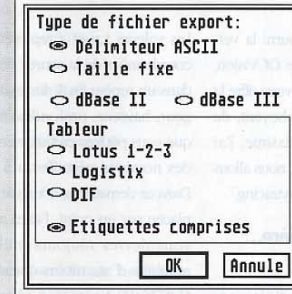 Type de fichier export:
Délimiteur ASCII
Taille fixe
dBase II dBase III
Tableur
Lotus 1-2-3
Logistix
DIF
Etiquettes comprises
OK Annule